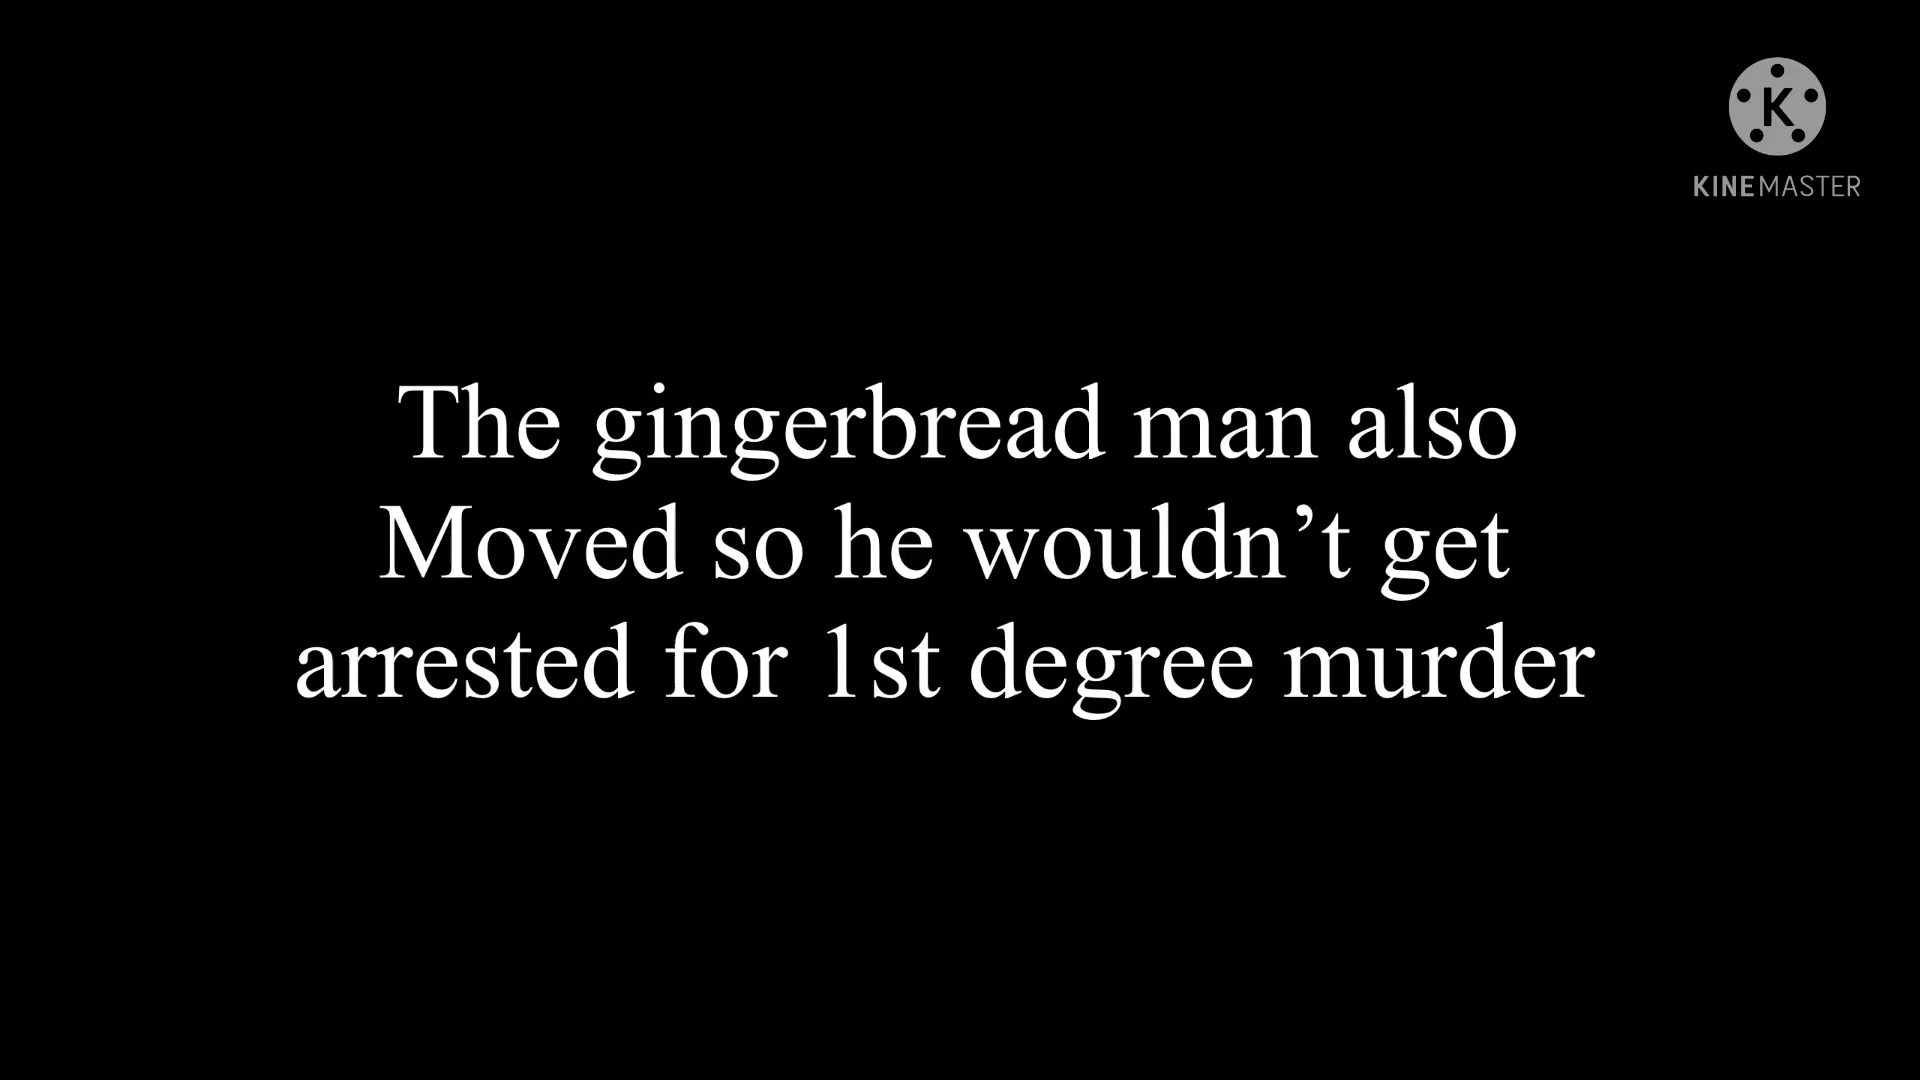 K
KINEMASTER
The gingerbread man also
Moved so he wouldn’t get
arrested for 1st degree murder